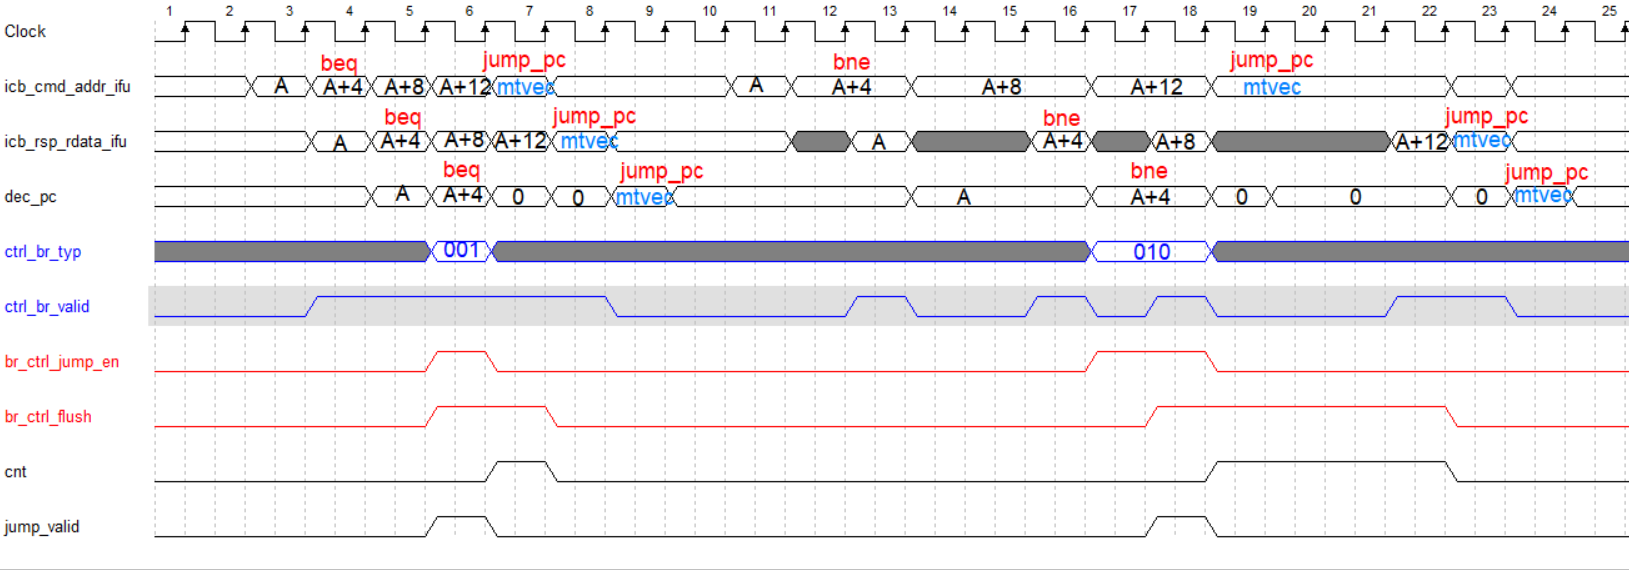 1 2 3 4 5 6 7 8 9 10 11 12 13 14 15 16 17 18 19 20 21 22 23 24 25
Clock
beq jump_pc bne jump_pc
icb_cmd_addr_ifu A A+4 A+8 A+12 mtvec A A+4 A+8 A+12 mtvec
beq jump_pc bne jump_pc
icb_rsp_rdata_ifu A A+4 A+8 A+12 mtvec A A+4 A+8 A+12 mtvec
beq jump_pc bne jump_pc
dec_pc A A+4 0 0 mtvec A A+4 0 0 0 mtvec
ctrl_br_typ 001 010
ctrl_br_valid
br_ctrl_jump_en
br_ctrl_flush
cnt
jump_valid